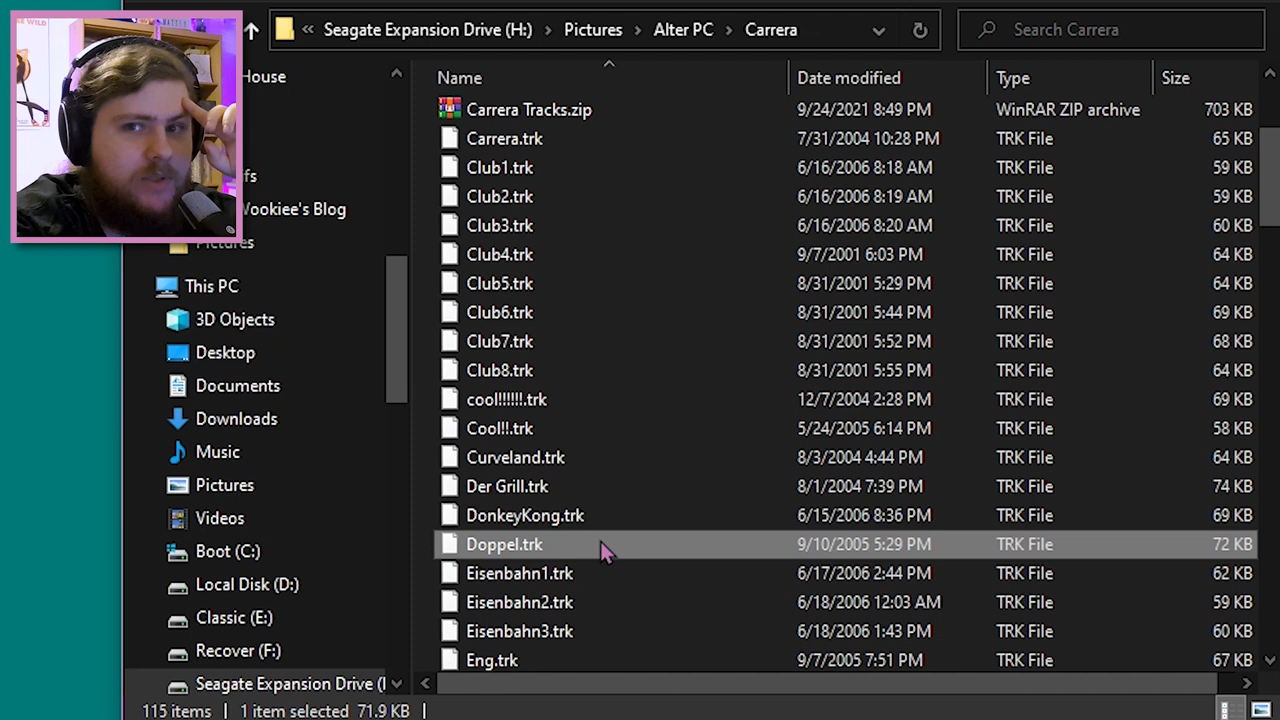 « Seagate Expansion Drive (H:) › Pictures › Alter PC › Carrera
Search Carrera
House
fs
Wookiee's Blog
Pictures
This PC
3D Objects
Desktop
Documents
Downloads
Music
Pictures
Videos
Boot (C:)
Local Disk (D:)
Classic (E:)
Recover (F:)
Seagate Expansion Drive (
Name Date modified Type Size
Carrera Tracks.zip 9/24/2021 8:49 PM WinRAR ZIP archive 703 KB
Carrera.trk 7/31/2004 10:28 PM TRK File 65 KB
Club1.trk 6/16/2006 8:18 AM TRK File 59 KB
Club2.trk 6/16/2006 8:19 AM TRK File 59 KB
Club3.trk 6/16/2006 8:20 AM TRK File 60 KB
Club4.trk 9/7/2001 6:03 PM TRK File 64 KB
Club5.trk 8/31/2001 5:29 PM TRK File 64 KB
Club6.trk 8/31/2001 5:44 PM TRK File 69 KB
Club7.trk 8/31/2001 5:52 PM TRK File 68 KB
Club8.trk 8/31/2001 5:55 PM TRK File 64 KB
cool!!!!!!.trk 12/7/2004 2:28 PM TRK File 69 KB
Cool!!.trk 5/24/2005 6:14 PM TRK File 58 KB
Curveland.trk 8/3/2004 4:44 PM TRK File 64 KB
Der Grill.trk 8/1/2004 7:39 PM TRK File 74 KB
DonkeyKong.trk 6/15/2006 8:36 PM TRK File 69 KB
Doppel.trk 9/10/2005 5:29 PM TRK File 72 KB
Eisenbahn1.trk 6/17/2006 2:44 PM TRK File 62 KB
Eisenbahn2.trk 6/18/2006 12:03 AM TRK File 59 KB
Eisenbahn3.trk 6/18/2006 1:43 PM TRK File 60 KB
Eng.trk 9/7/2005 7:51 PM TRK File 67 KB
115 items 1 item selected 71.9 KB